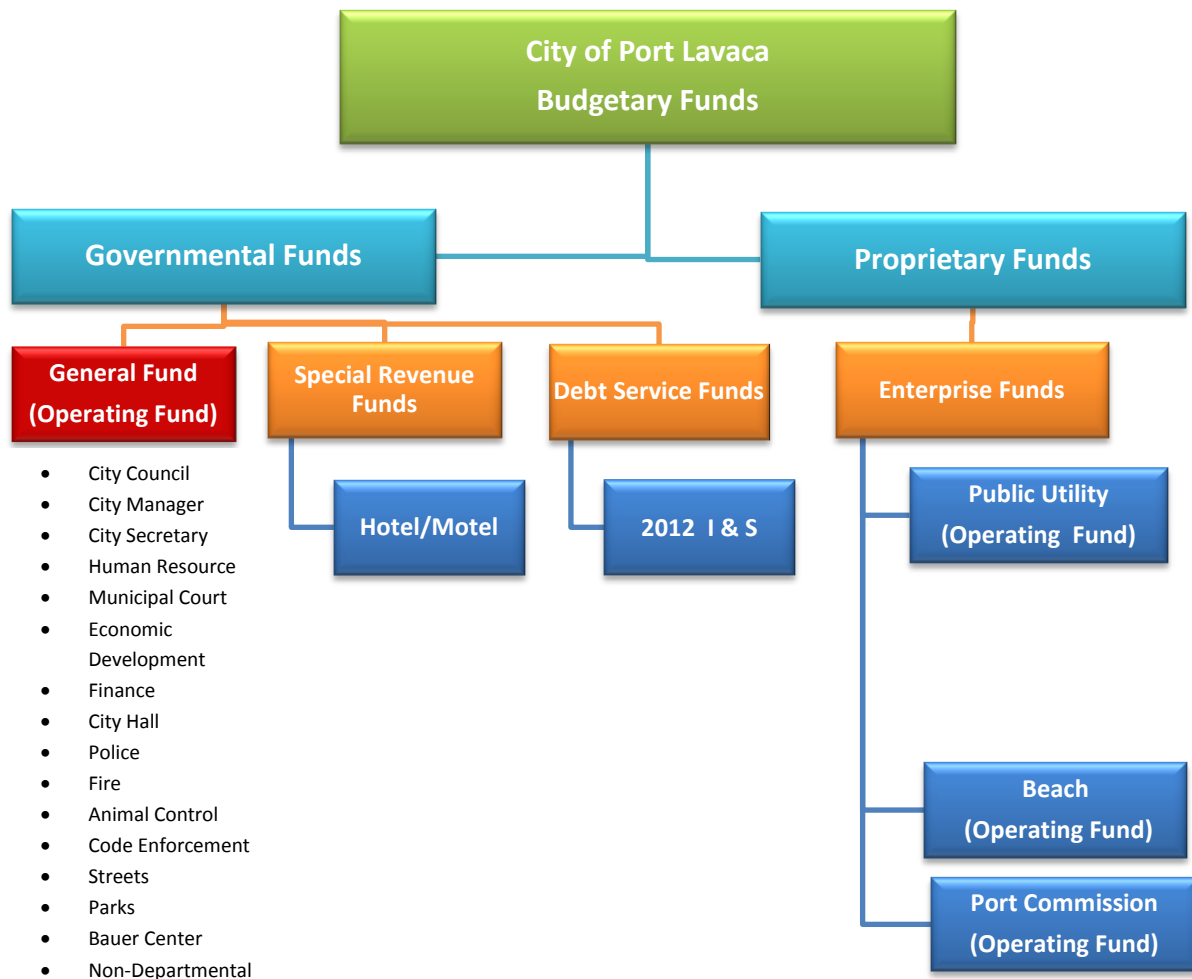 City of Port Lavaca
Budgetary Funds
Governmental Funds
Proprietary Funds
General Fund
(Operating Fund)
Special Revenue
Funds
Debt Service Funds
Enterprise Funds
• City Council
• City Manager
• City Secretary
• Human Resource
• Municipal Court
• Economic
Development
• Finance
• City Hall
• Police
• Fire
• Animal Control
• Code Enforcement
• Streets
• Parks
• Bauer Center
• Non-Departmental
Hotel/Motel
2012 I & S
Public Utility
(Operating Fund)
Beach
(Operating Fund)
Port Commission
(Operating Fund)